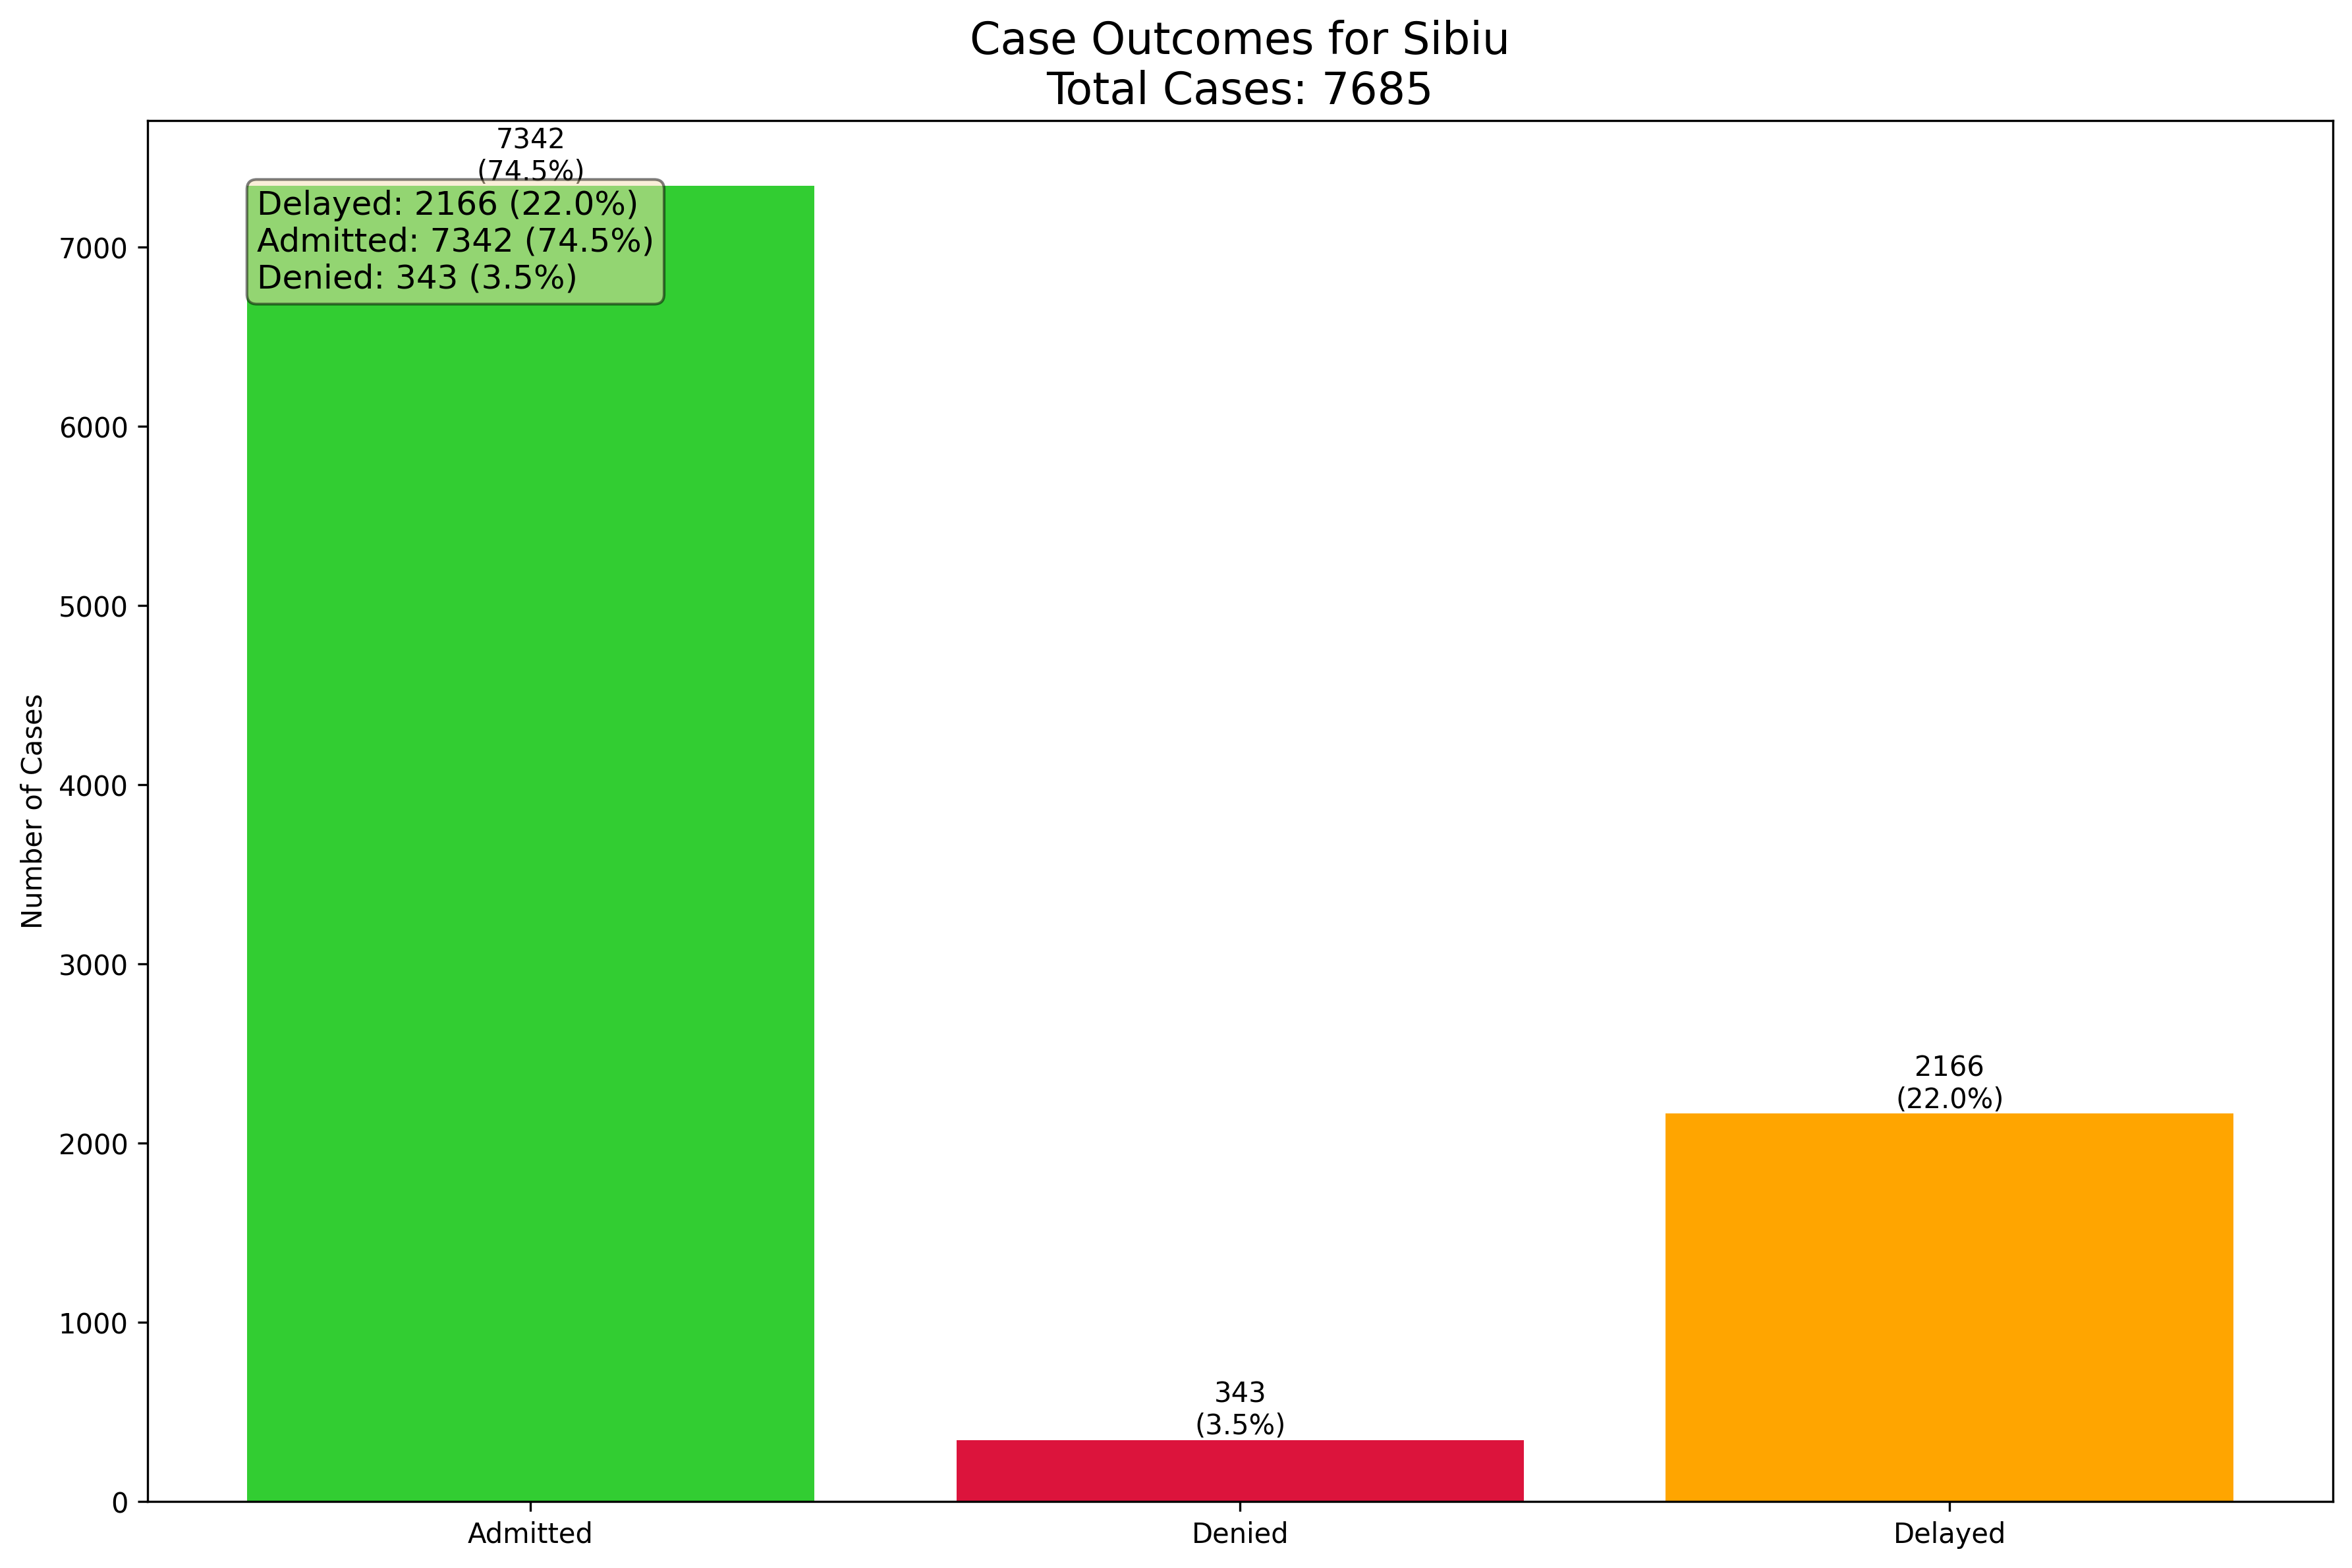 Case Outcomes for Sibiu
Total Cases: 7685
7342
(74.5%)
Delayed: 2166 (22.0%)
Admitted: 7342 (74.5%)
Denied: 343 (3.5%)
7000
6000
5000
4000
3000
2000
1000
0
Number of Cases
343
(3.5%)
2166
(22.0%)
Admitted
Denied
Delayed